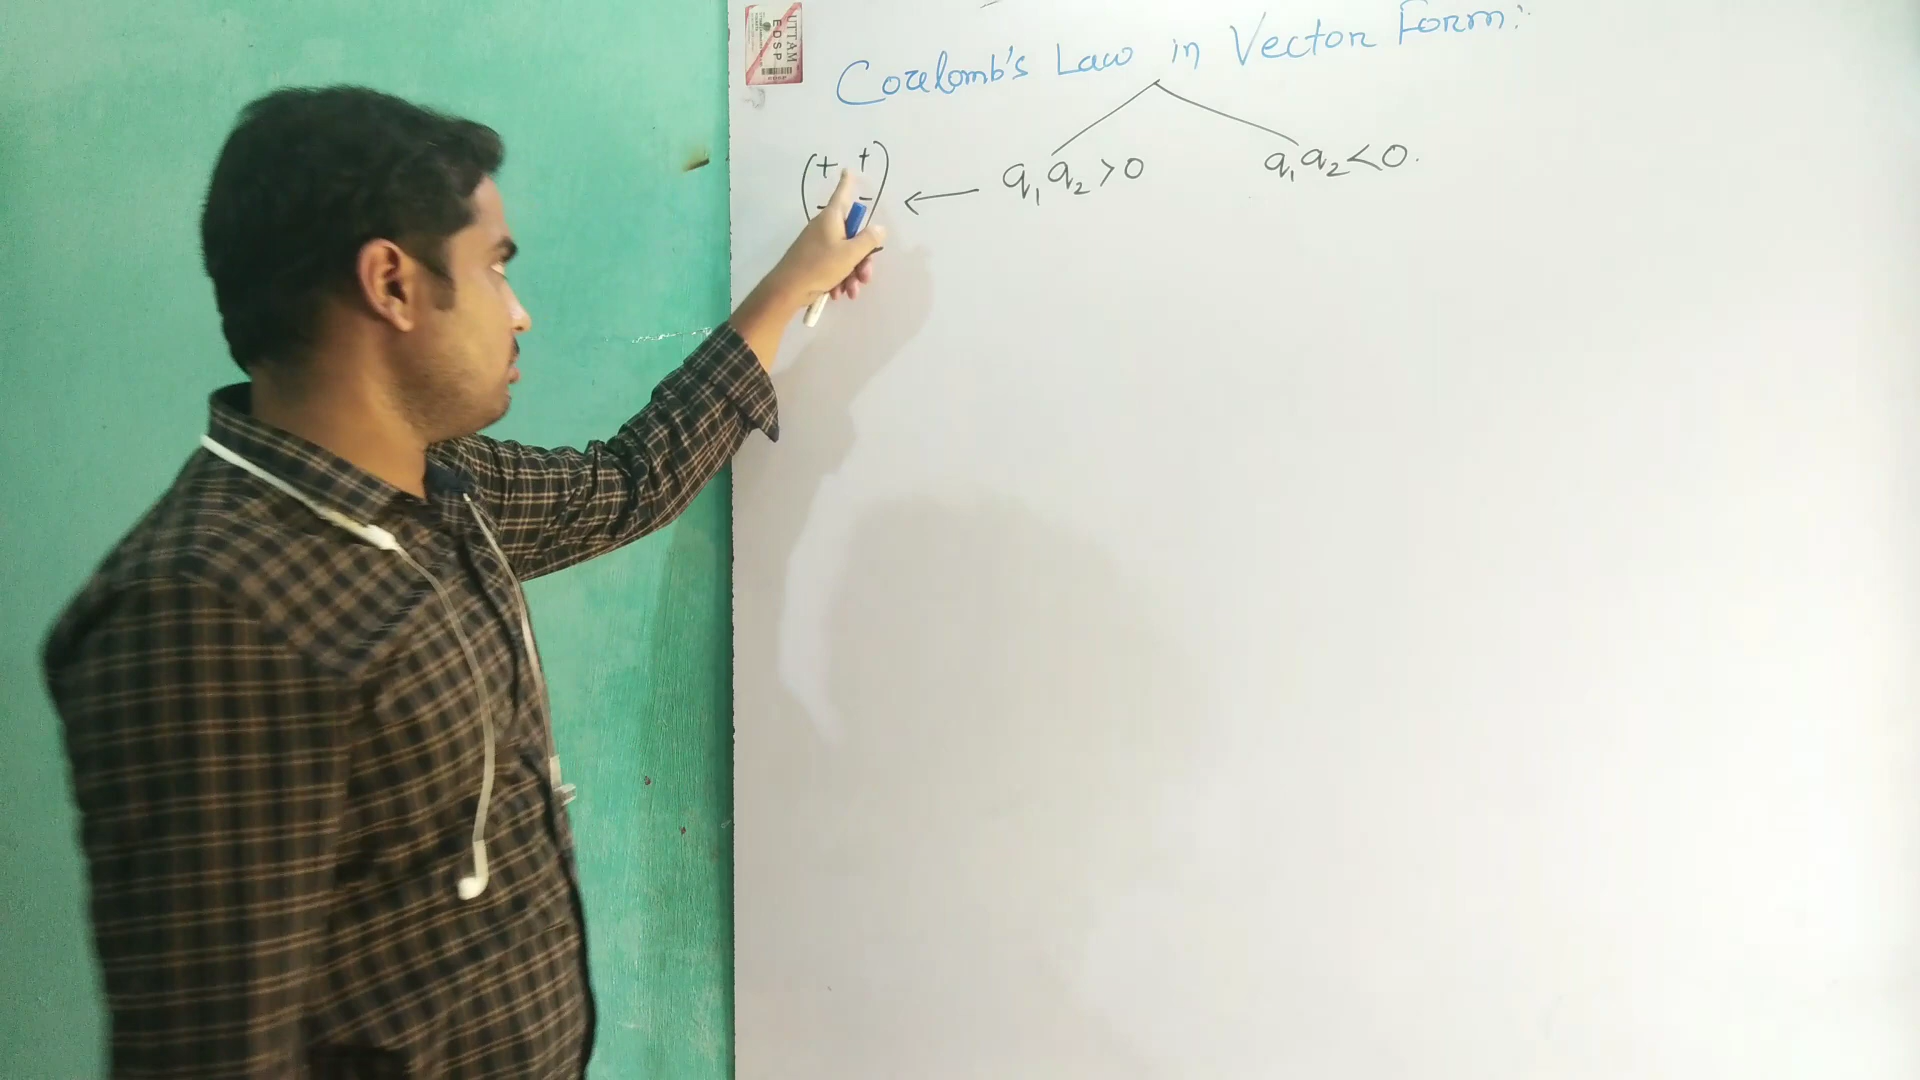 Coulomb's Law in Vector Form:
(+ +
- -)
← q₁q₂>0
q₁q₂<0.
UTTAM
EDSP